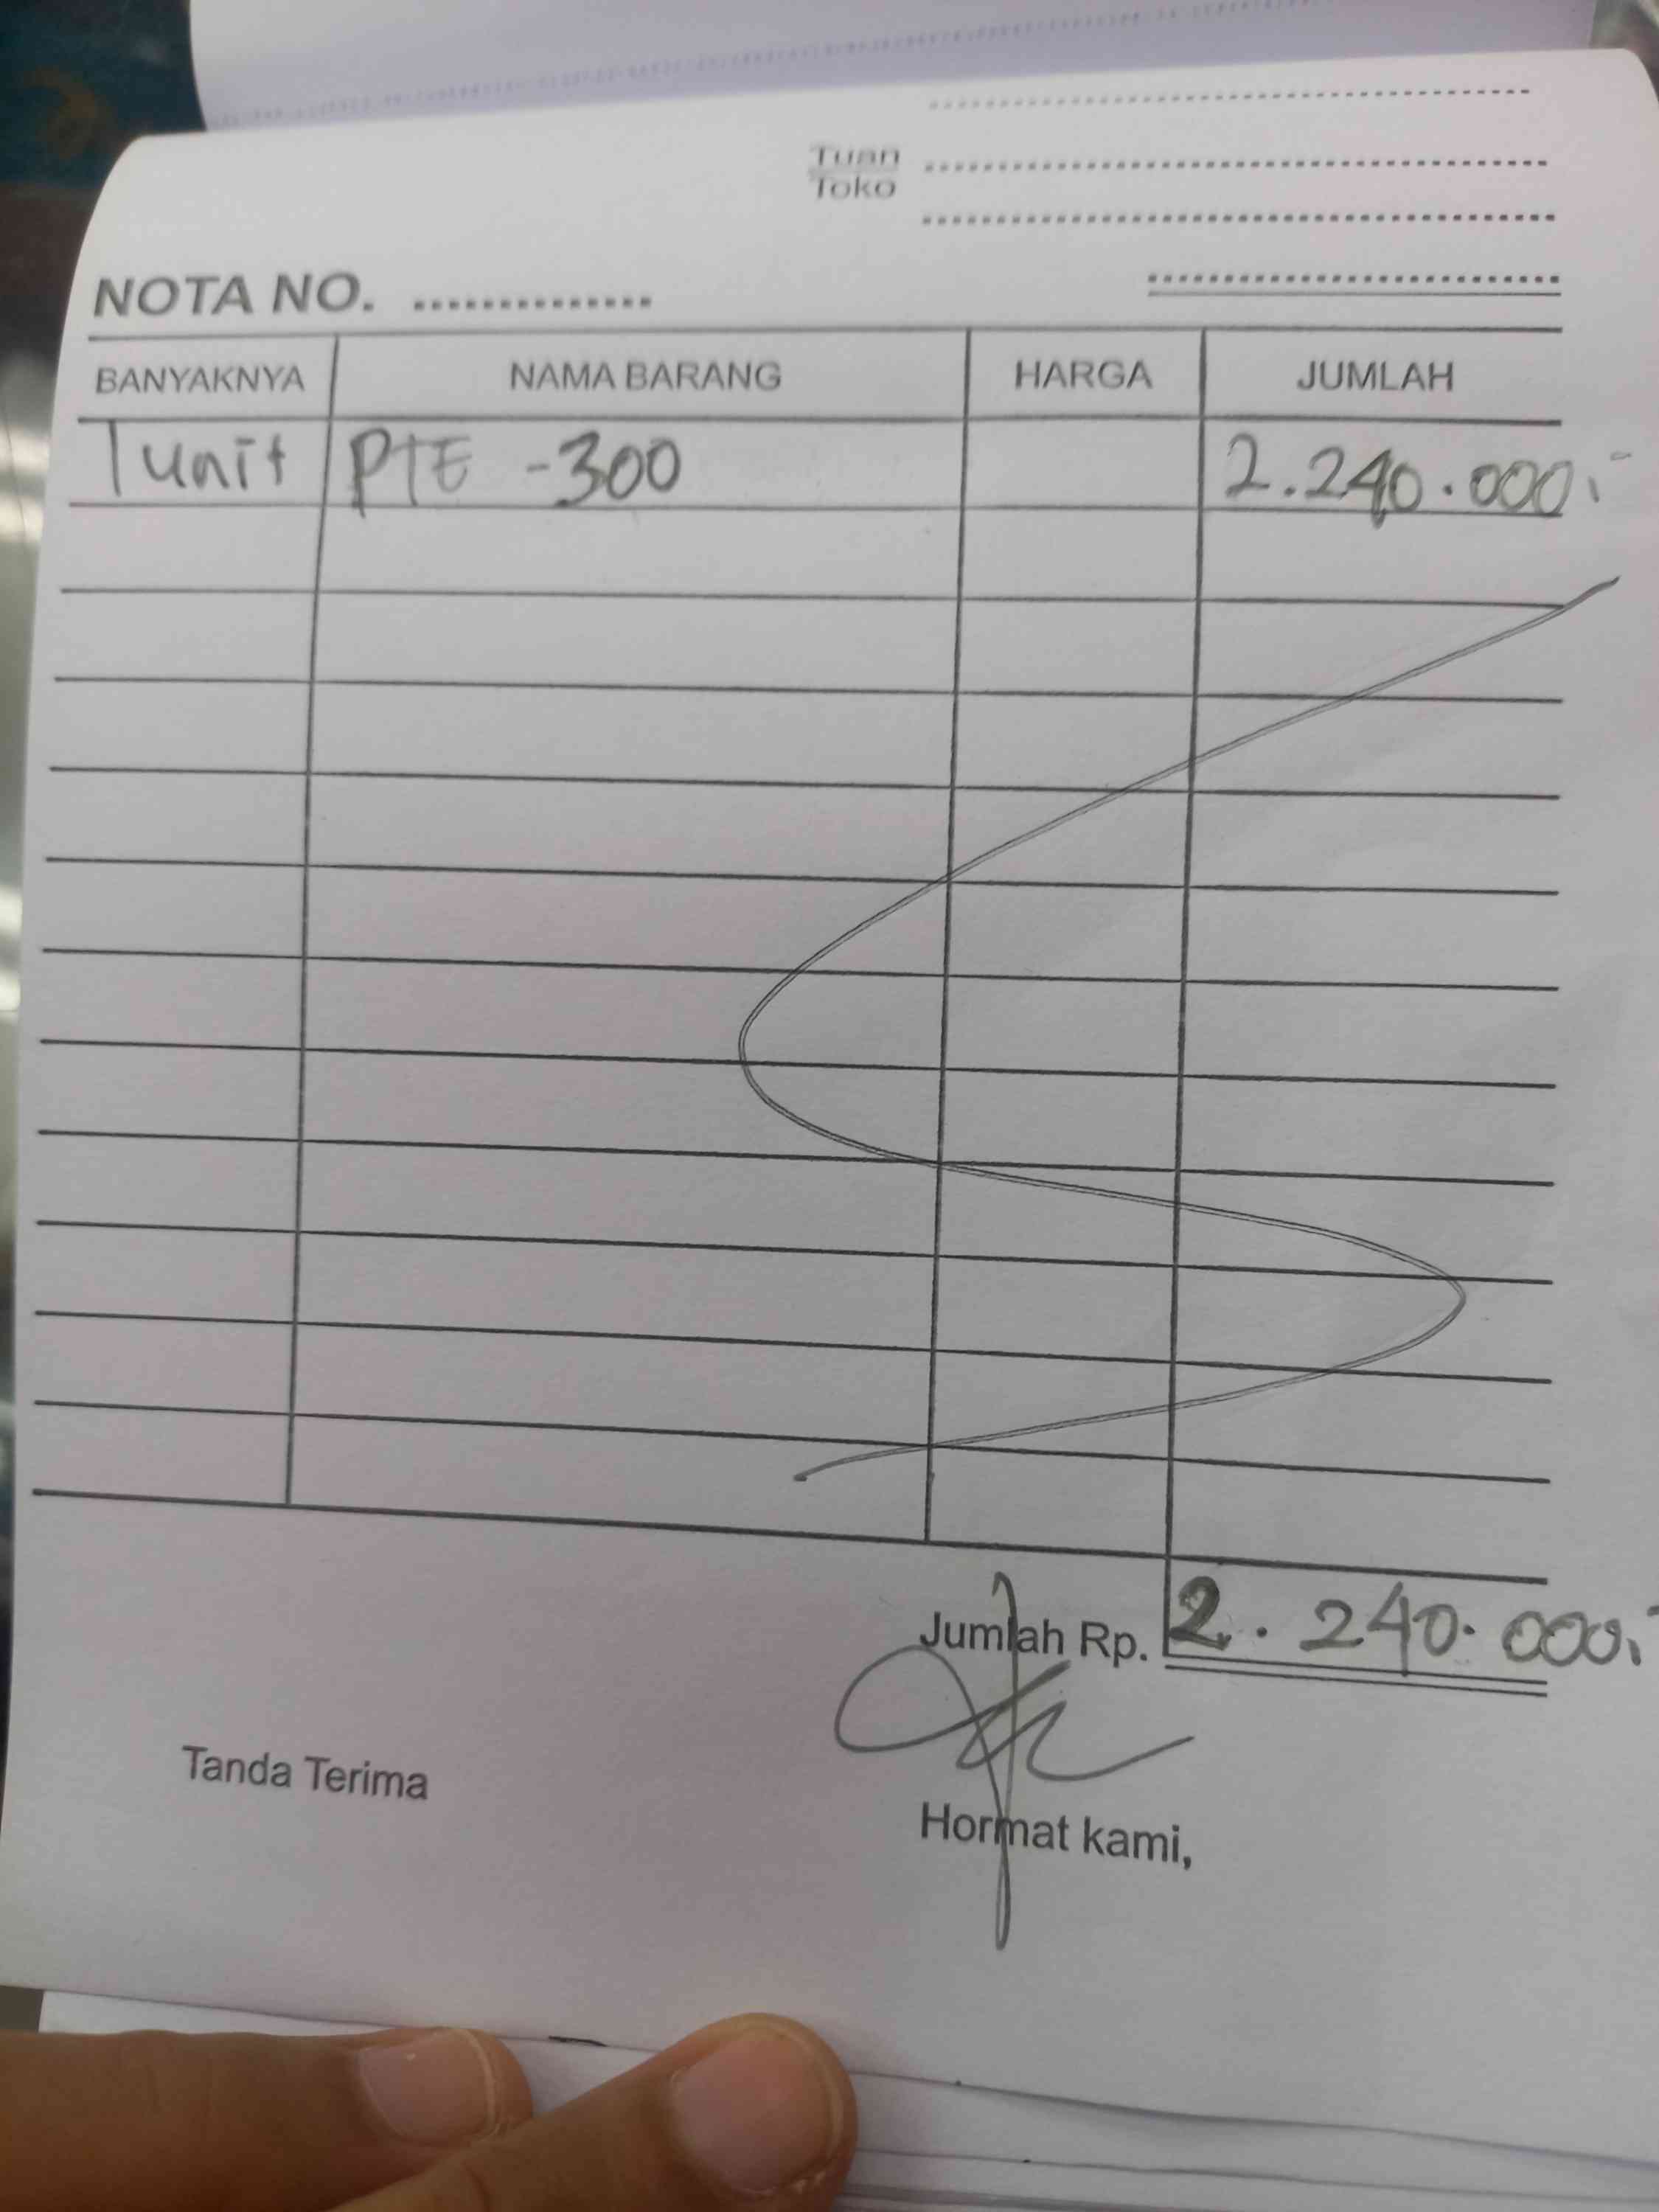 Tuan
Toko
NOTA NO. ..............
BANYAKNYA NAMA BARANG HARGA JUMLAH
1 unit PTE -300 2.240.000,-
Jumlah Rp. 2.240.000,-
Tanda Terima
Hormat kami,